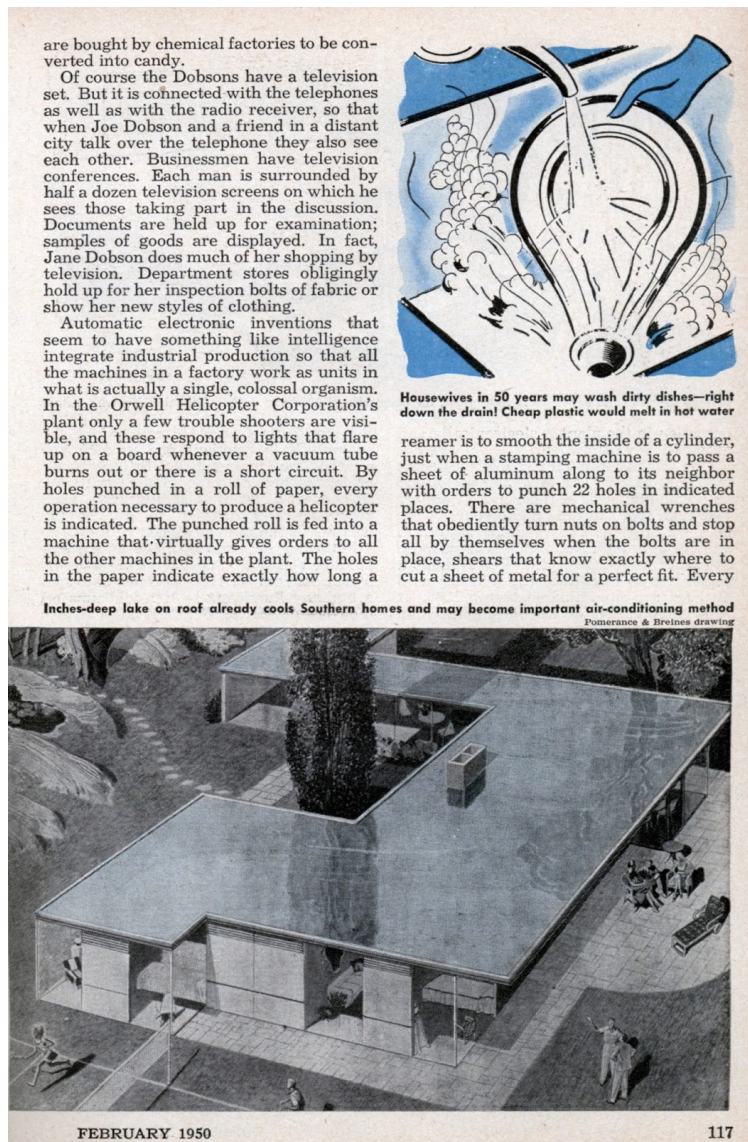 are bought by chemical factories to be con-
verted into candy.
Of course the Dobsons have a television
set. But it is connected with the telephones
as well as with the radio receiver, so that
when Joe Dobson and a friend in a distant
city talk over the telephone they also see
each other. Businessmen have television
conferences. Each man is surrounded by
half a dozen television screens on which he
sees those taking part in the discussion.
Documents are held up for examination;
samples of goods are displayed. In fact,
Jane Dobson does much of her shopping by
television. Department stores obligingly
hold up for her inspection bolts of fabric or
show her new styles of clothing.
Automatic electronic inventions that
seem to have something like intelligence
integrate industrial production so that all
the machines in a factory work as units in
what is actually a single, colossal organism.
In the Orwell Helicopter Corporation's
plant only a few trouble shooters are visi-
ble, and these respond to lights that flare
up on a board whenever a vacuum tube
burns out or there is a short circuit. By
holes punched in a roll of paper, every
operation necessary to produce a helicopter
is indicated. The punched roll is fed into a
machine that virtually gives orders to all
the other machines in the plant. The holes
in the paper indicate exactly how long a
Housewives in 50 years may wash dirty dishes—right
down the drain! Cheap plastic would melt in hot water
reamer is to smooth the inside of a cylinder,
just when a stamping machine is to pass a
sheet of aluminum along to its neighbor
with orders to punch 22 holes in indicated
places. There are mechanical wrenches
that obediently turn nuts on bolts and stop
all by themselves when the bolts are in
place, shears that know exactly where to
cut a sheet of metal for a perfect fit. Every
Inches-deep lake on roof already cools Southern homes and may become important air-conditioning method
Pomerance & Breines drawing
FEBRUARY 1950
117